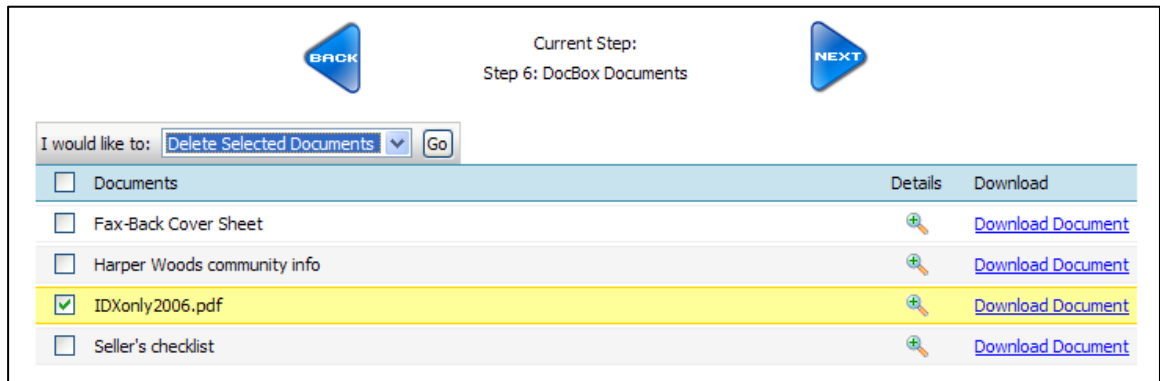 BACK
Current Step:
NEXT
Step 6: DocBox Documents
I would like to: Delete Selected Documents Go
Documents Details Download
Fax-Back Cover Sheet Download Document
Harper Woods community info Download Document
IDXonly2006.pdf Download Document
Seller's checklist Download Document